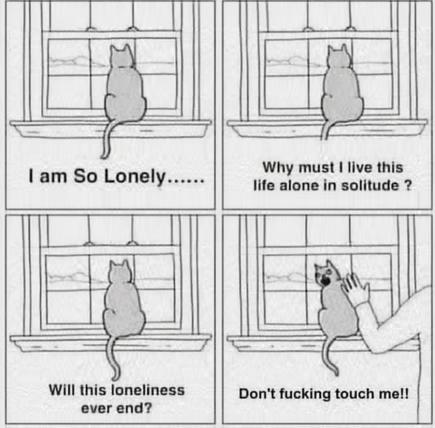 I am So Lonely......
Why must I live this
life alone in solitude ?
Will this loneliness
ever end?
Don't fucking touch me!!